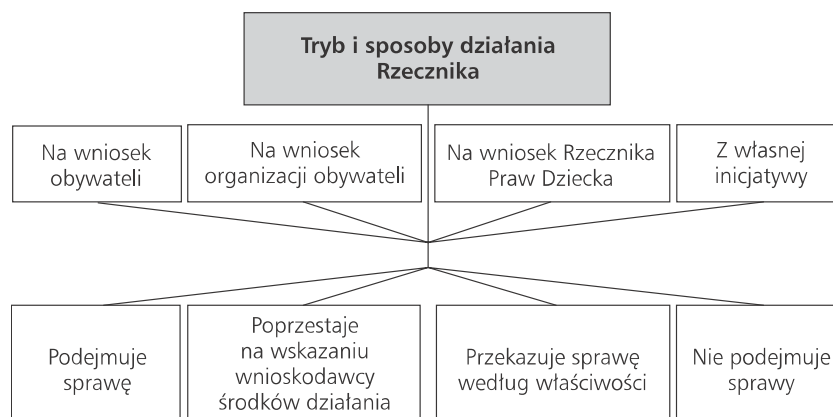 Tryb i sposoby działania
Rzecznika
Na wniosek
obywateli
Na wniosek
organizacji obywateli
Na wniosek Rzecznika
Praw Dziecka
Z własnej
inicjatywy
Podejmuje
sprawę
Poprzestaje
na wskazaniu
wnioskodawcy
środków działania
Przekazuje sprawę
według właściwości
Nie podejmuje
sprawy